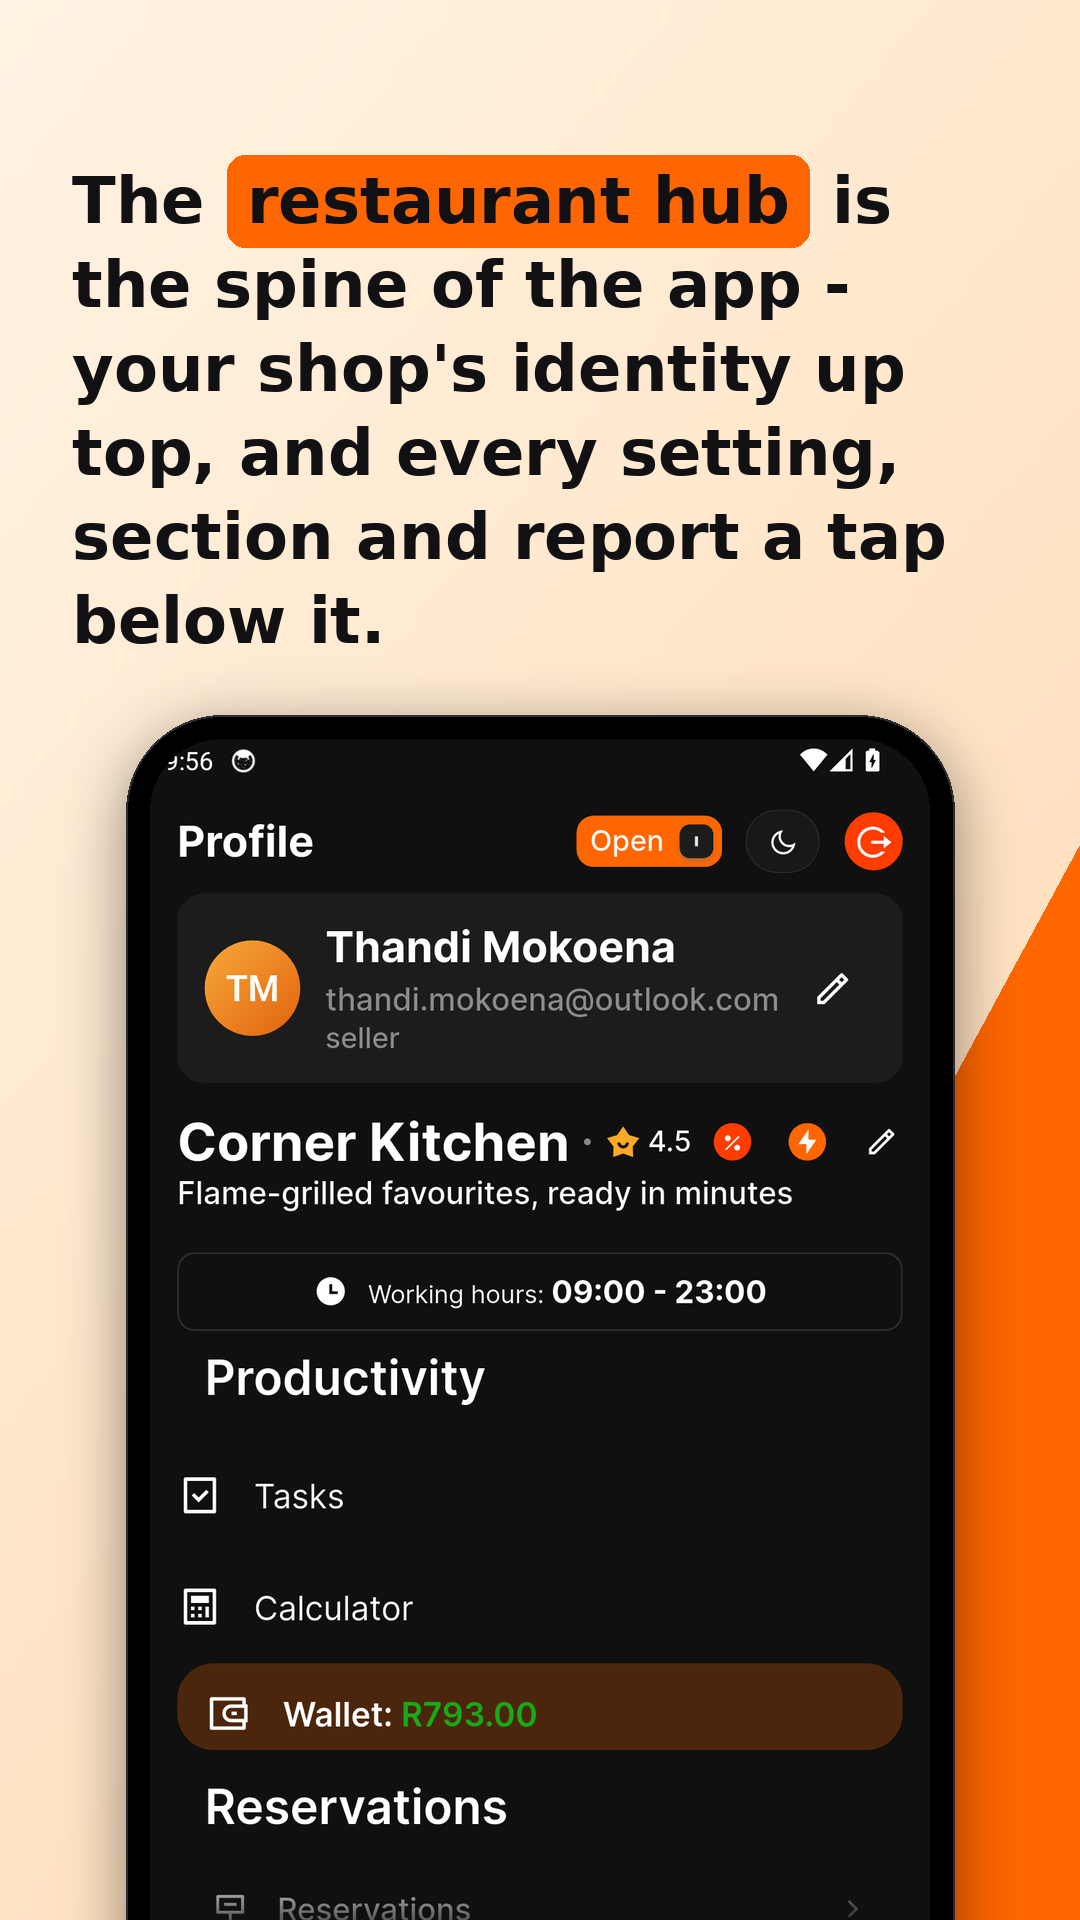 The restaurant hub is
the spine of the app -
your shop's identity up
top, and every setting,
section and report a tap
below it.
9:56
Profile
Open
TM
Thandi Mokoena
thandi.mokoena@outlook.com
seller
Corner Kitchen · 4.5
Flame-grilled favourites, ready in minutes
Working hours: 09:00 - 23:00
Productivity
Tasks
Calculator
Wallet: R793.00
Reservations
Reservations